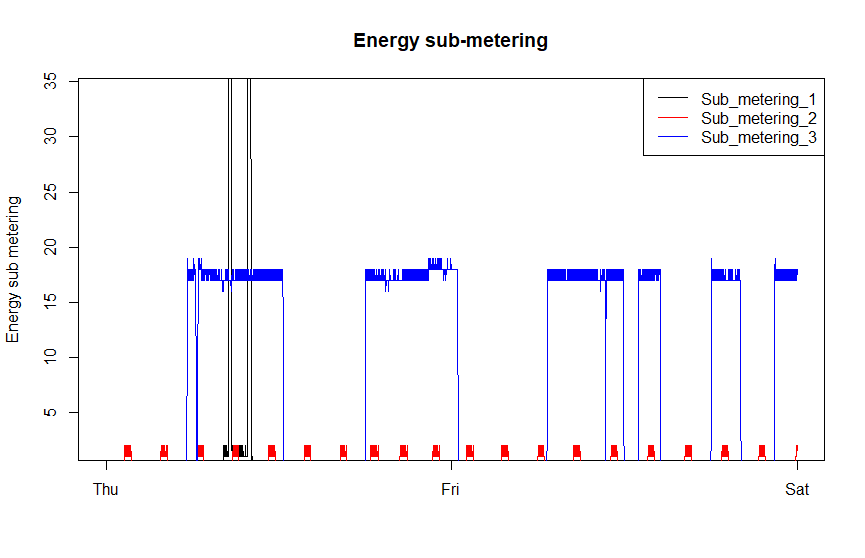 Energy sub-metering
Sub_metering_1
Sub_metering_2
Sub_metering_3
Energy sub metering
35
30
25
20
15
10
5
Thu Fri Sat